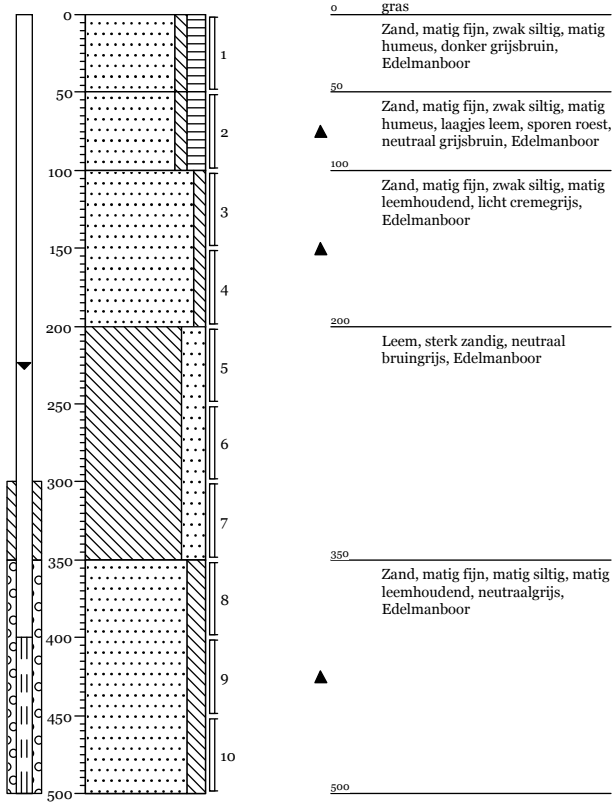 0
50
100
150
200
250
300
350
400
450
500
1
2
3
4
5
6
7
8
9
10
0
gras
Zand, matig fijn, zwak siltig, matig
humeus, donker grijsbruin,
Edelmanboor
50
Zand, matig fijn, zwak siltig, matig
humeus, laagjes leem, sporen roest,
neutraal grijsbruin, Edelmanboor
100
Zand, matig fijn, zwak siltig, matig
leemhoudend, licht cremegrijs,
Edelmanboor
200
Leem, sterk zandig, neutraal
bruingrijs, Edelmanboor
350
Zand, matig fijn, matig siltig, matig
leemhoudend, neutraalgrijs,
Edelmanboor
500